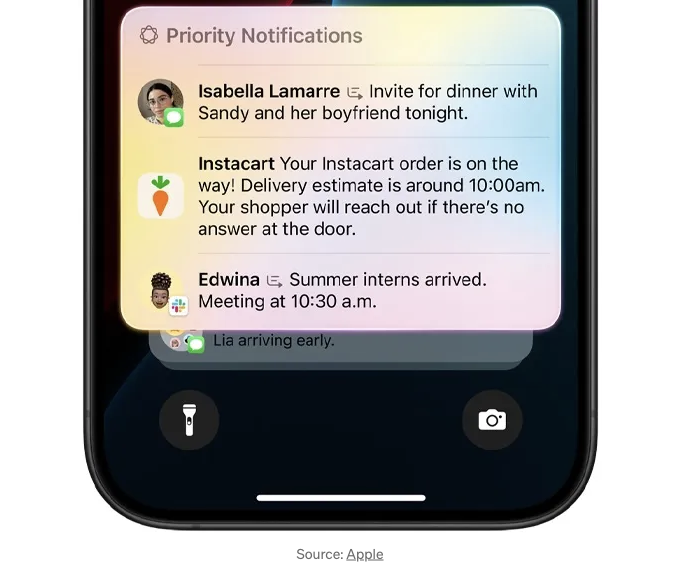 Priority Notifications
Isabella Lamarre Invite for dinner with
Sandy and her boyfriend tonight.
Instacart Your Instacart order is on the
way! Delivery estimate is around 10:00am.
Your shopper will reach out if there’s no
answer at the door.
Edwina Summer interns arrived.
Meeting at 10:30 a.m.
Lia arriving early.
Source: Apple